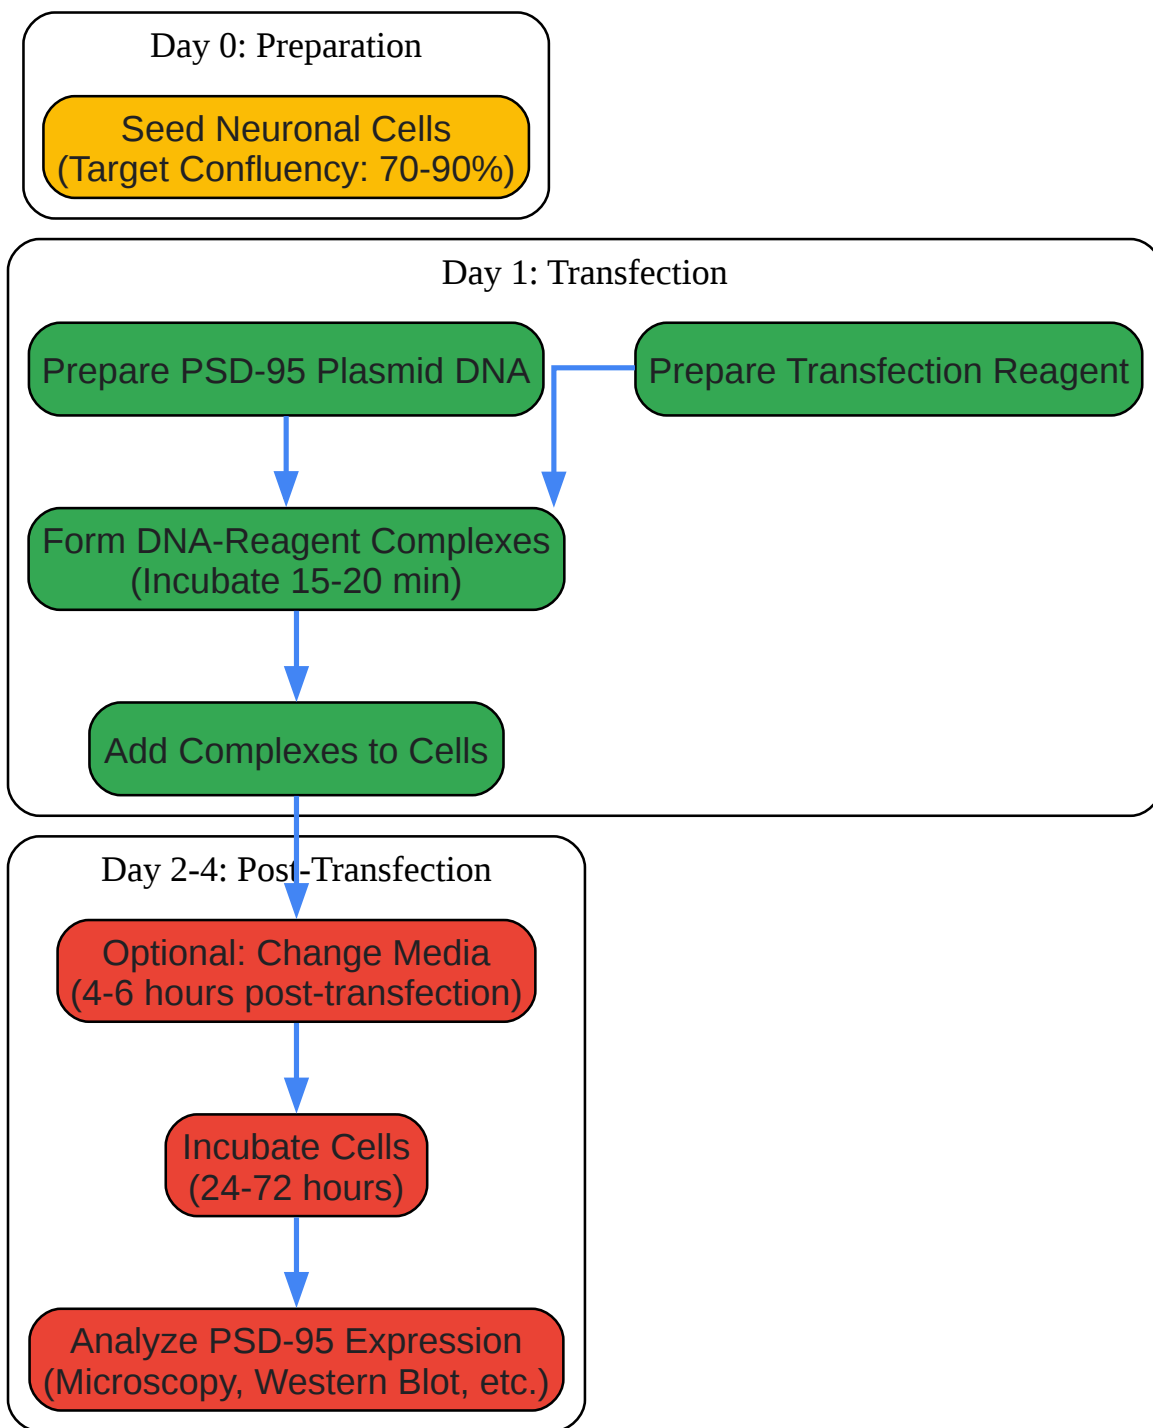 Day 0: Preparation
Seed Neuronal Cells
(Target Confluency: 70-90%)
Day 1: Transfection
Prepare PSD-95 Plasmid DNA
Prepare Transfection Reagent
Form DNA-Reagent Complexes
(Incubate 15-20 min)
Add Complexes to Cells
Day 2-4: Post-Transfection
Optional: Change Media
(4-6 hours post-transfection)
Incubate Cells
(24-72 hours)
Analyze PSD-95 Expression
(Microscopy, Western Blot, etc.)